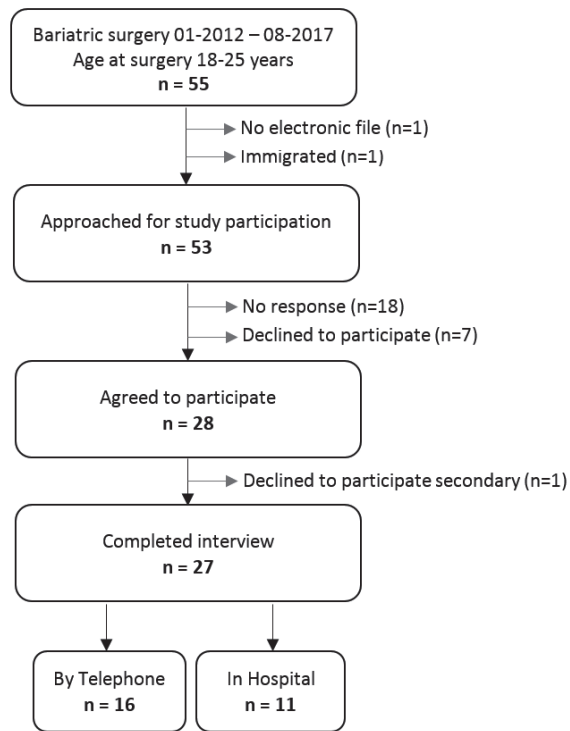 Bariatric surgery 01-2012 – 08-2017
Age at surgery 18-25 years
n = 55
No electronic file (n=1)
Immigrated (n=1)
Approached for study participation
n = 53
No response (n=18)
Declined to participate (n=7)
Agreed to participate
n = 28
Declined to participate secondary (n=1)
Completed interview
n = 27
By Telephone
n = 16
In Hospital
n = 11